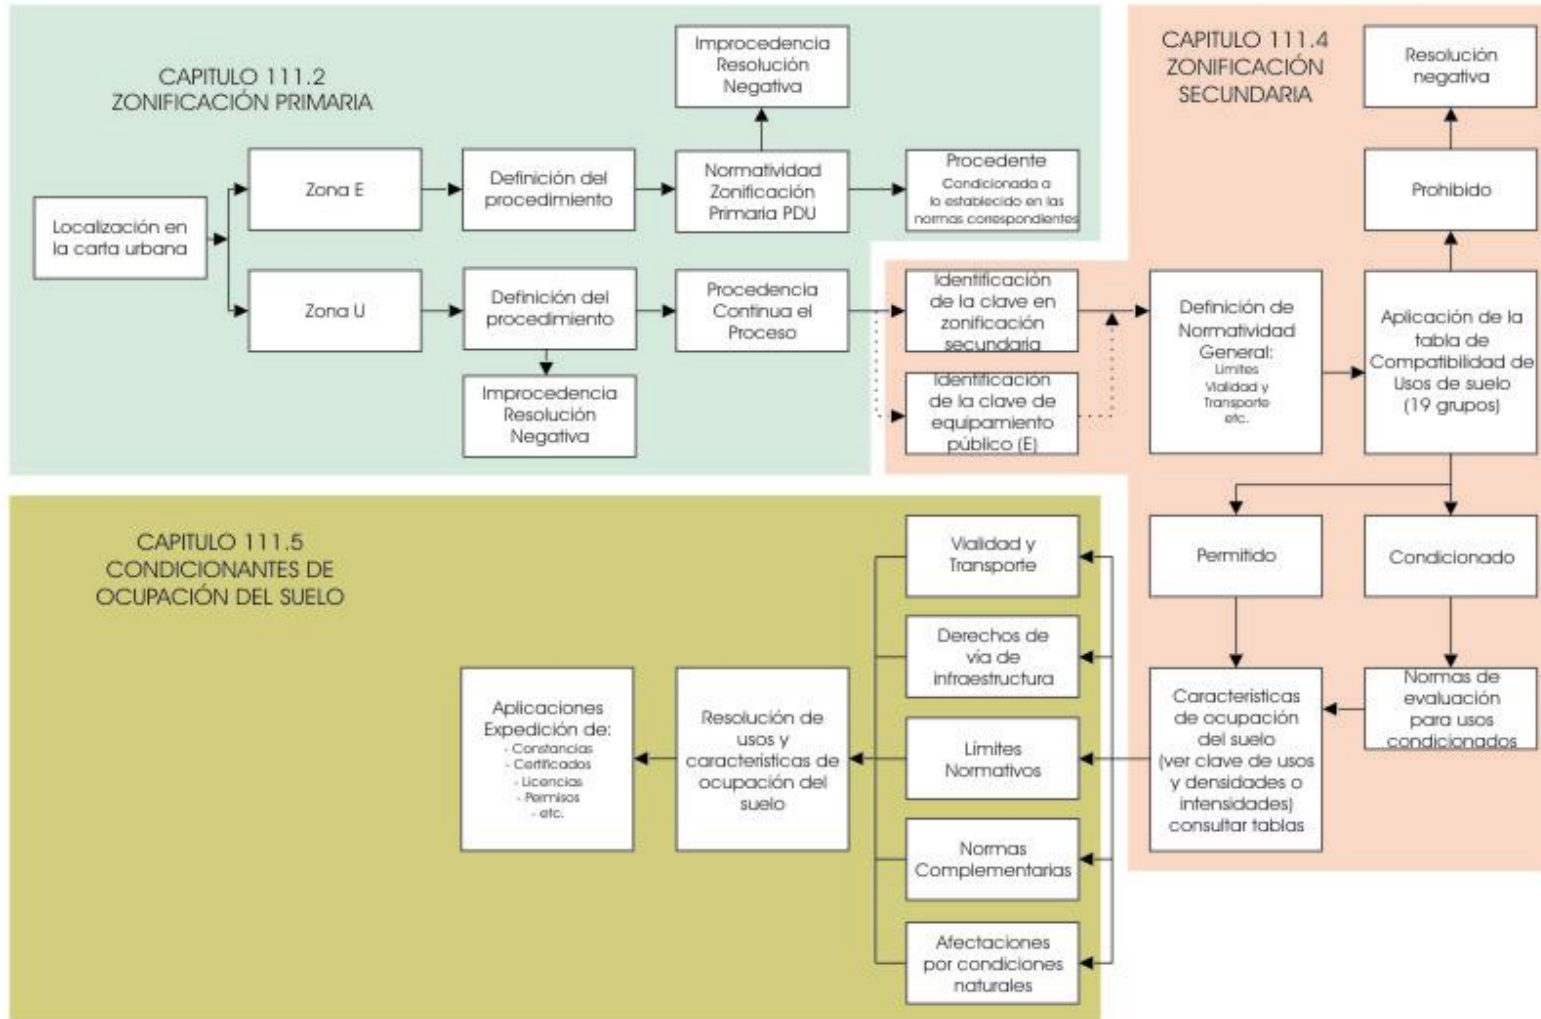 CAPITULO 111.2
ZONIFICACIÓN PRIMARIA
Localización en
la carta urbana
Zona E
Definición del
procedimiento
Improcedencia
Resolución
Negativa
Normatividad
Zonificación
Primaria PDU
Procedente
Condicionada a
lo establecido en las
normas correspondientes
Zona U
Definición del
procedimiento
Improcedencia
Resolución
Negativa
Procedencia
Continua el
Proceso
CAPITULO 111.4
ZONIFICACIÓN
SECUNDARIA
Identificación
de la clave en
zonificación
secundaria
Identificación
de la clave de
equipamiento
público (E)
Definición de
Normatividad
General:
Límites
Vialidad y
Transporte
etc.
Aplicación de la
tabla de
Compatibilidad de
Usos de suelo
(19 grupos)
Prohibido
Resolución
negativa
Permitido
Condicionado
Normas de
evaluación
para usos
condicionados
Características
de ocupación
del suelo
(ver clave de usos
y densidades o
intensidades)
consultar tablas
CAPITULO 111.5
CONDICIONANTES DE
OCUPACIÓN DEL SUELO
Vialidad y
Transporte
Derechos de
vía de
infraestructura
Límites
Normativos
Normas
Complementarias
Afectaciones
por condiciones
naturales
Resolución de
usos y
características de
ocupación del
suelo
Aplicaciones
Expedición de:
- Constancias
- Certificados
- Licencias
- Permisos
- etc.